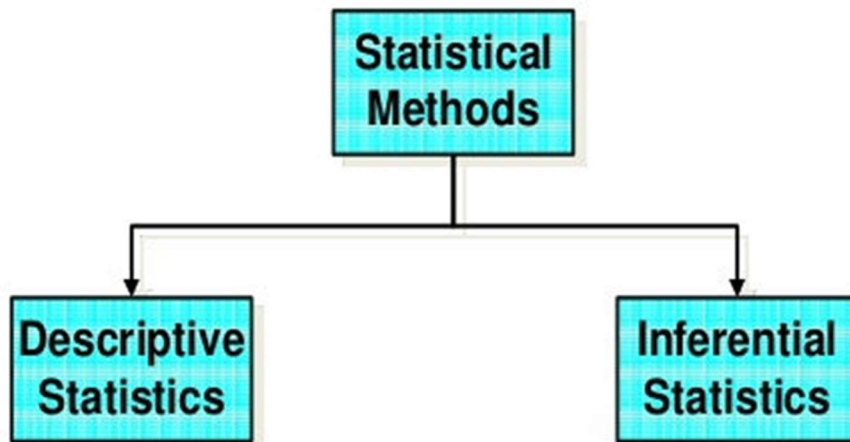 Statistical
Methods
Descriptive
Statistics
Inferential
Statistics